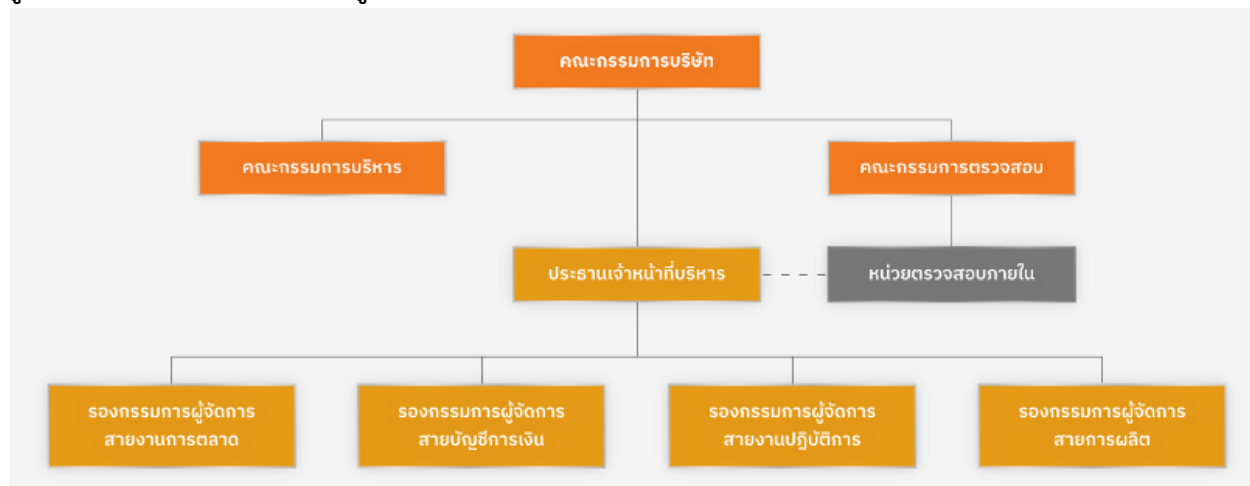 คณะกรรมการบริษัท
คณะกรรมการบริหาร
คณะกรรมการตรวจสอบ
ประธานเจ้าหน้าที่บริหาร
หน่วยตรวจสอบภายใน
รองกรรมการผู้จัดการ
สายงานการตลาด
รองกรรมการผู้จัดการ
สายบัญชีการเงิน
รองกรรมการผู้จัดการ
สายงานปฏิบัติการ
รองกรรมการผู้จัดการ
สายการผลิต